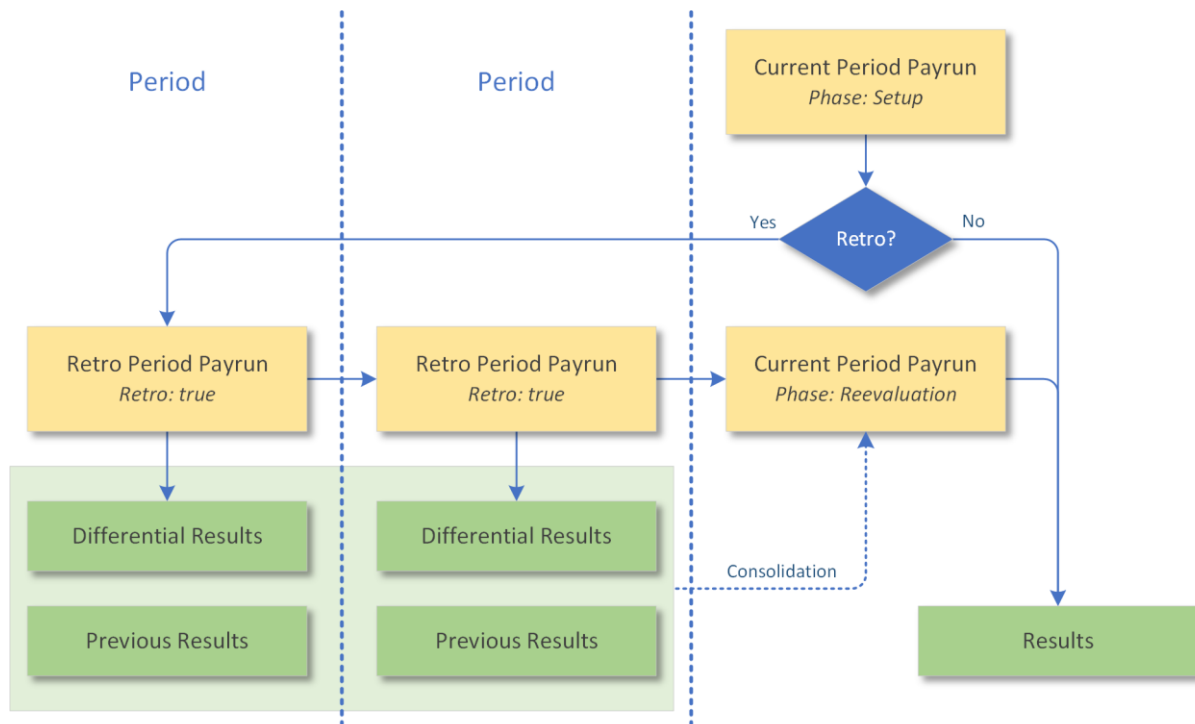 Period
Period
Current Period Payrun
Phase: Setup
Yes
Retro?
No
Retro Period Payrun
Retro: true
Retro Period Payrun
Retro: true
Current Period Payrun
Phase: Reevaluation
Differential Results
Differential Results
Consolidation
Previous Results
Previous Results
Results